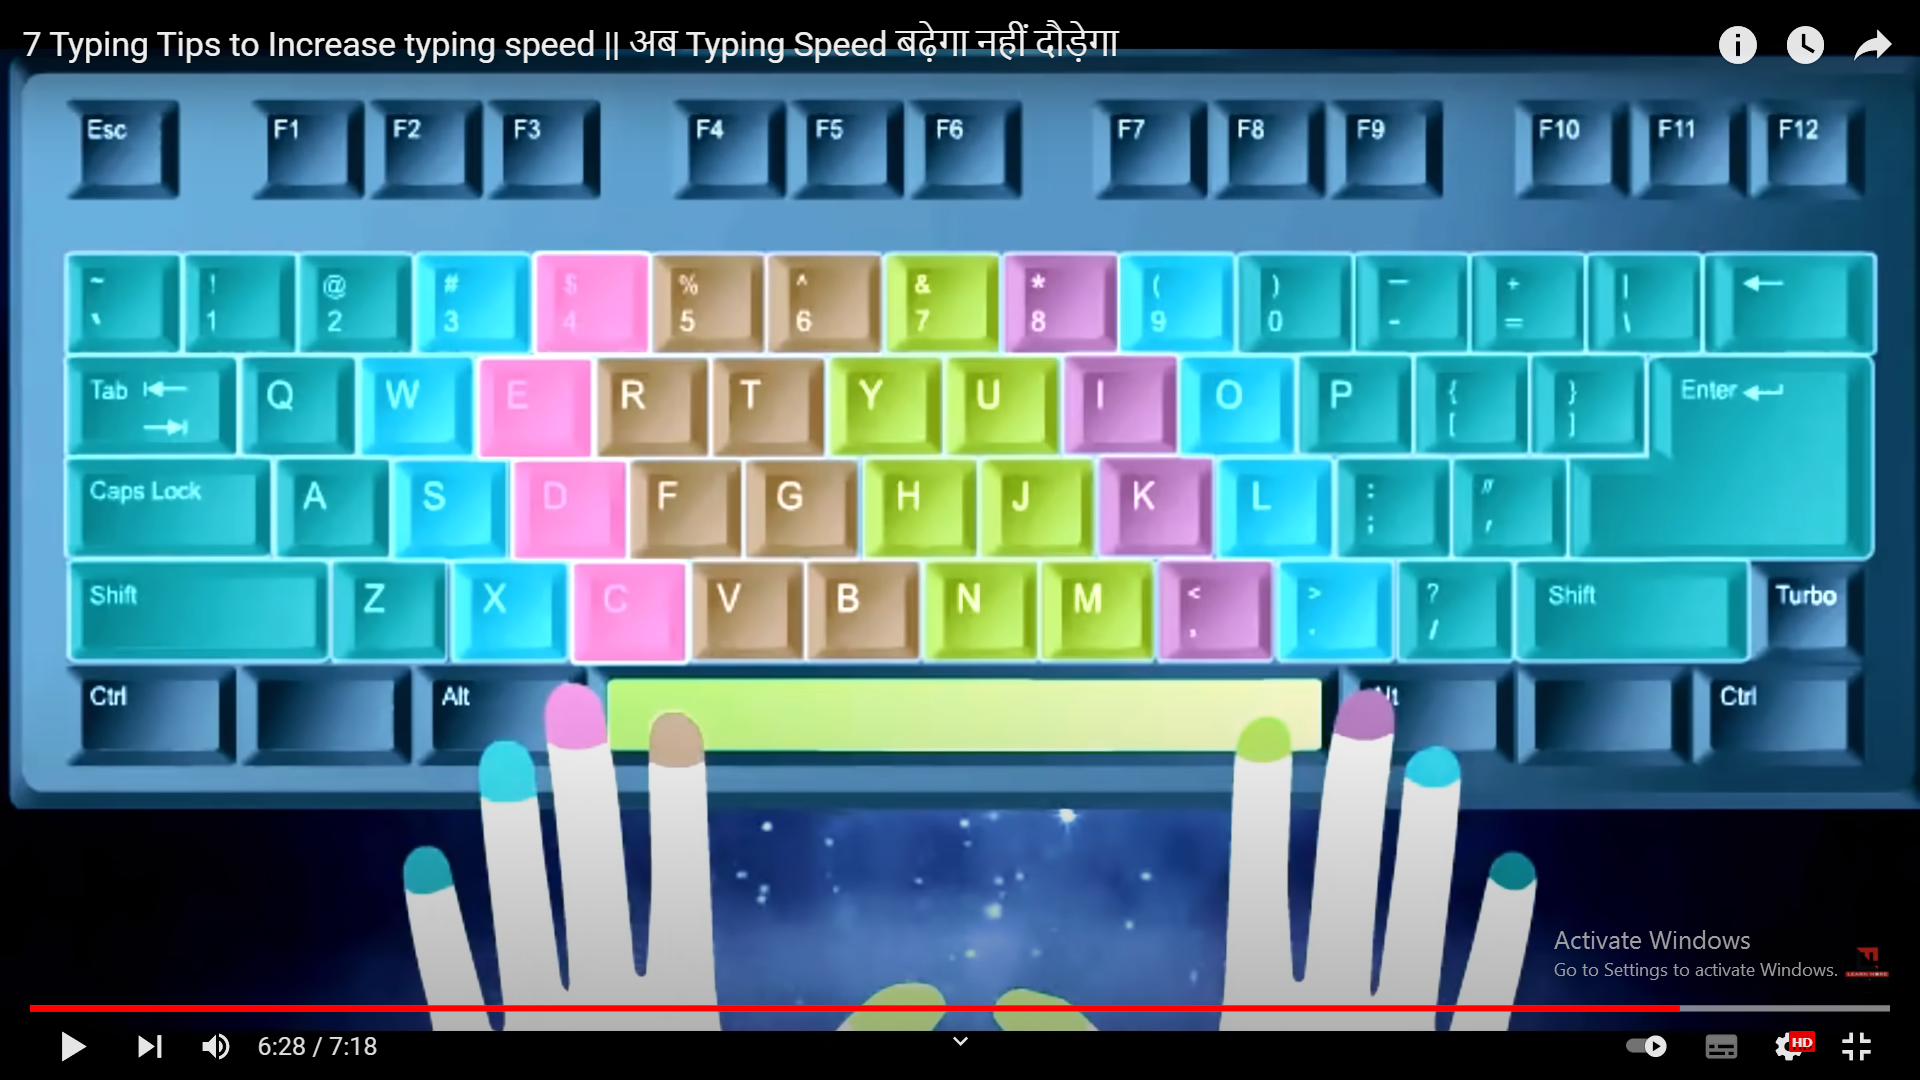 7 Typing Tips to Increase typing speed || अब Typing Speed बढ़ेगा नहीं दौड़ेगा
Esc F1 F2 F3 F4 F5 F6 F7 F8 F9 F10 F11 F12
~ ! @ # $ % ^ & * ( ) — + |
` 1 2 3 4 5 6 7 8 9 0 - = \ ←
Tab Q W E R T Y U I O P { } Enter
[ ]
Caps Lock A S D F G H J K L : "
; '
Shift Z X C V B N M < > ? Shift Turbo
, . /
Ctrl Alt Alt Ctrl
Activate Windows
Go to Settings to activate Windows.
LEARN MORE
6:28 / 7:18
HD